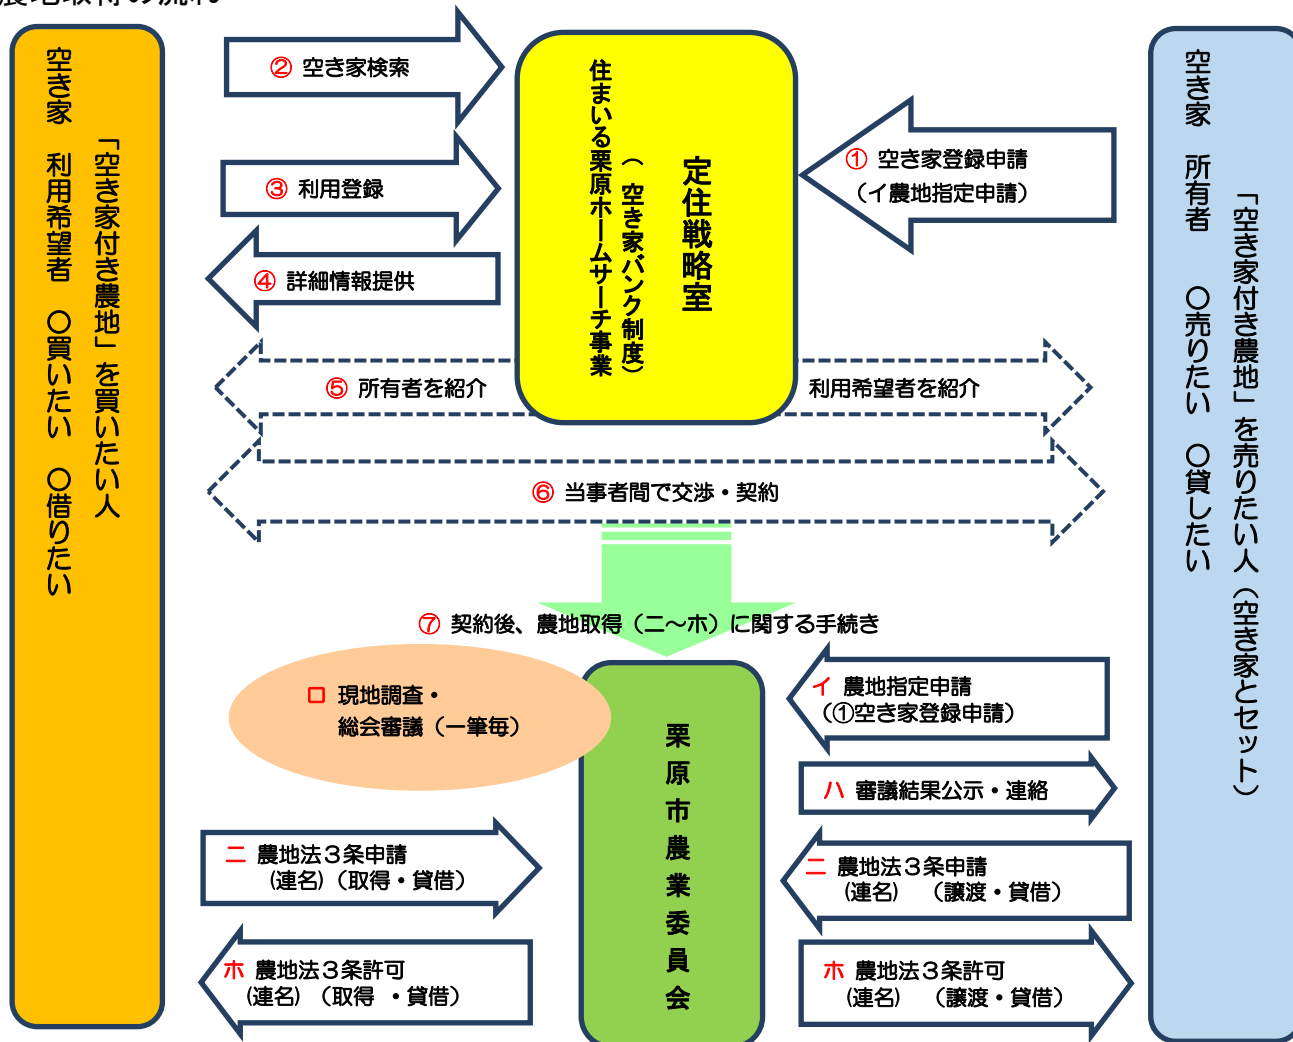 農地取得の流れ
空き家　利用希望者　〇買いたい　〇借りたい
「空き家付き農地」を買いたい人
② 空き家検索
③ 利用登録
④ 詳細情報提供
定住戦略室
（空き家バンク制度）
住まいる栗原ホームサーチ事業
① 空き家登録申請
（イ農地指定申請）
「空き家付き農地」を売りたい人（空き家とセット）
空き家　所有者　〇売りたい　〇貸したい
⑤ 所有者を紹介
利用希望者を紹介
⑥ 当事者間で交渉・契約
⑦ 契約後、農地取得（ニ～ホ）に関する手続き
ロ 現地調査・
総会審議（一筆毎）
栗原市農業委員会
イ 農地指定申請
（①空き家登録申請）
ハ 審議結果公示・連絡
ニ 農地法３条申請
（連名）（取得・貸借）
ニ 農地法３条申請
（連名）　（譲渡・貸借）
ホ 農地法３条許可
（連名）（取得 ・貸借）
ホ 農地法３条許可
（連名）　（譲渡・貸借）